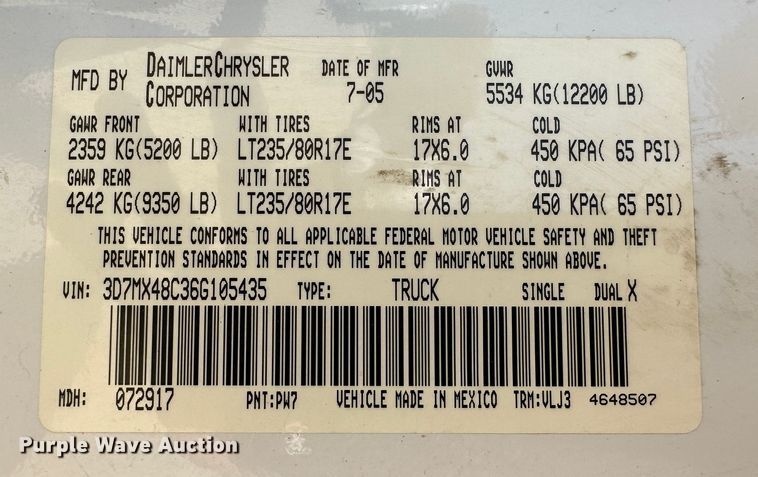 MFD BY DAIMLERCHRYSLER CORPORATION DATE OF MFR 7-05 GVWR 5534 KG(12200 LB)
GAWR FRONT WITH TIRES RIMS AT COLD
2359 KG(5200 LB) LT235/80R17E 17X6.0 450 KPA( 65 PSI)
GAWR REAR WITH TIRES RIMS AT COLD
4242 KG(9350 LB) LT235/80R17E 17X6.0 450 KPA( 65 PSI)
THIS VEHICLE CONFORMS TO ALL APPLICABLE FEDERAL MOTOR VEHICLE SAFETY AND THEFT
PREVENTION STANDARDS IN EFFECT ON THE DATE OF MANUFACTURE SHOWN ABOVE.
VIN: 3D7MX48C36G105435 TYPE: TRUCK SINGLE DUAL X
MDH: 072917 PNT:PW7 VEHICLE MADE IN MEXICO TRM:VLJ3 4648507
Purple Wave Auction